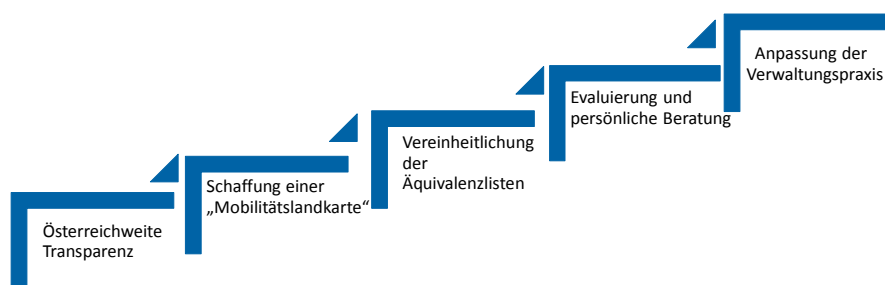 Österreichweite
Transparenz
Schaffung einer
„Mobilitätslandkarte“
Vereinheitlichung
der
Äquivalenzlisten
Evaluierung und
persönliche Beratung
Anpassung der
Verwaltungspraxis